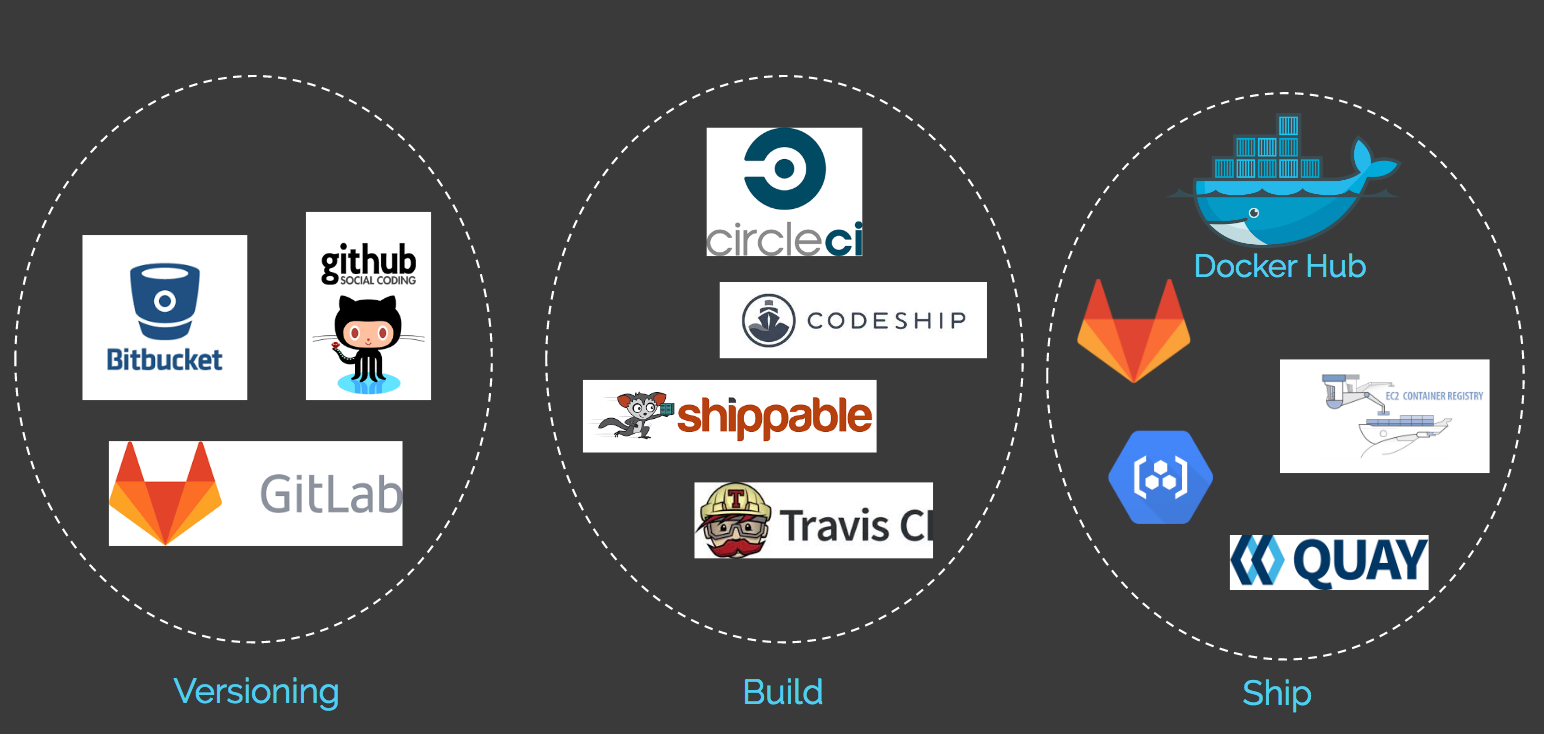 Bitbucket
github
SOCIAL CODING
GitLab
Versioning
circleci
CODESHIP
shippable
T
Travis CI
Build
Docker Hub
EC2 CONTAINER REGISTRY
QUAY
Ship